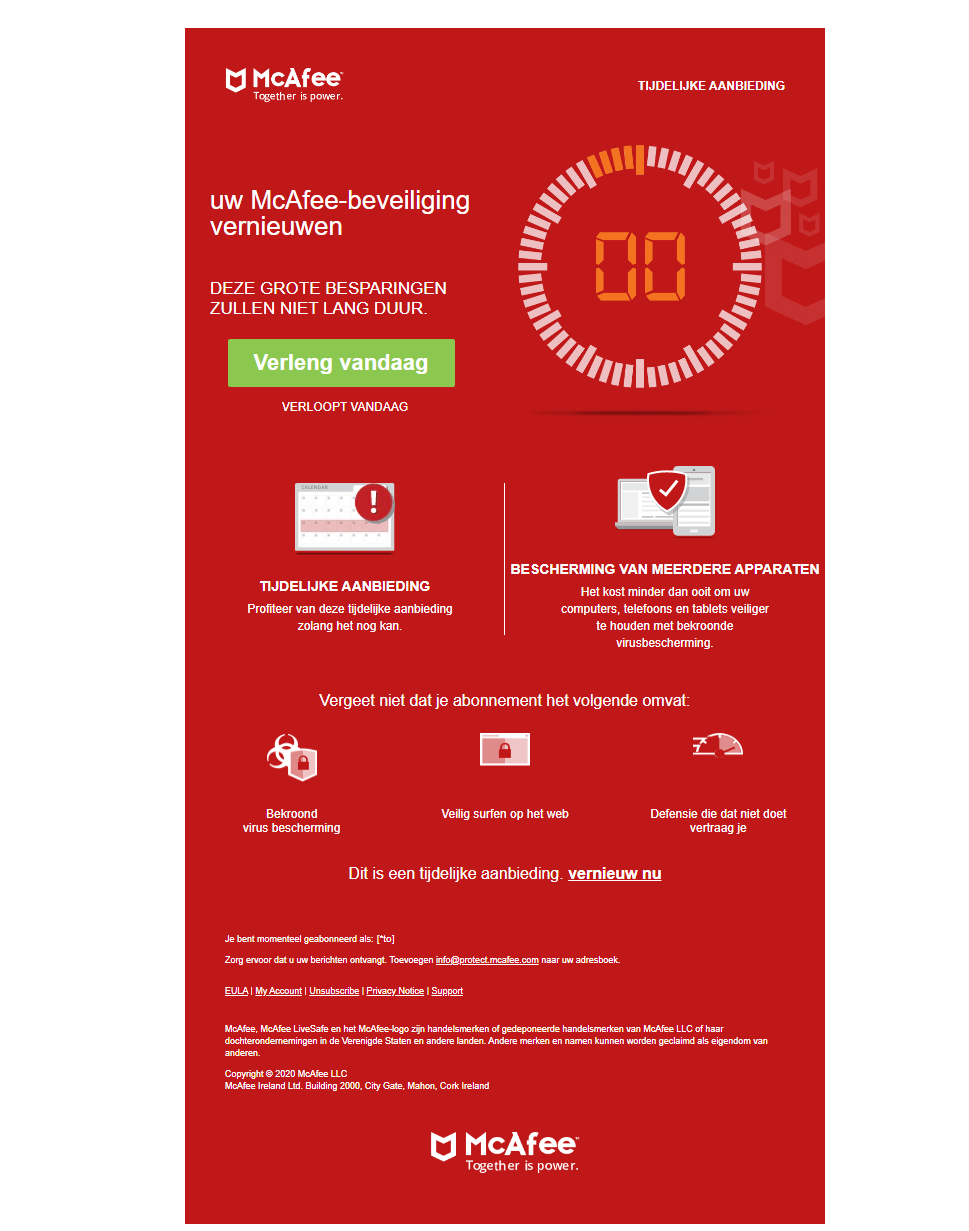 McAfee™
Together is power.
TIJDELIJKE AANBIEDING
uw McAfee-beveiliging
vernieuwen
00
DEZE GROTE BESPARINGEN
ZULLEN NIET LANG DUUR.
Verleng vandaag
VERLOOPT VANDAAG
CALENDAR
!
TIJDELIJKE AANBIEDING
Profiteer van deze tijdelijke aanbieding
zolang het nog kan.
BESCHERMING VAN MEERDERE APPARATEN
Het kost minder dan ooit om uw
computers, telefoons en tablets veiliger
te houden met bekroonde
virusbescherming.
Vergeet niet dat je abonnement het volgende omvat:
Bekroond
virus bescherming
Veilig surfen op het web
Defensie die dat niet doet
vertraag je
Dit is een tijdelijke aanbieding. vernieuw nu
Je bent momenteel geabonneerd als: [*to]
Zorg ervoor dat u uw berichten ontvangt. Toevoegen info@protect.mcafee.com naar uw adresboek.
EULA | My Account | Unsubscribe | Privacy Notice | Support
McAfee, McAfee LiveSafe en het McAfee-logo zijn handelsmerken of gedeponeerde handelsmerken van McAfee LLC of haar
dochterondernemingen in de Verenigde Staten en andere landen. Andere merken en namen kunnen worden geclaimd als eigendom van
anderen.
Copyright © 2020 McAfee LLC
McAfee Ireland Ltd. Building 2000, City Gate, Mahon, Cork Ireland
McAfee™
Together is power.